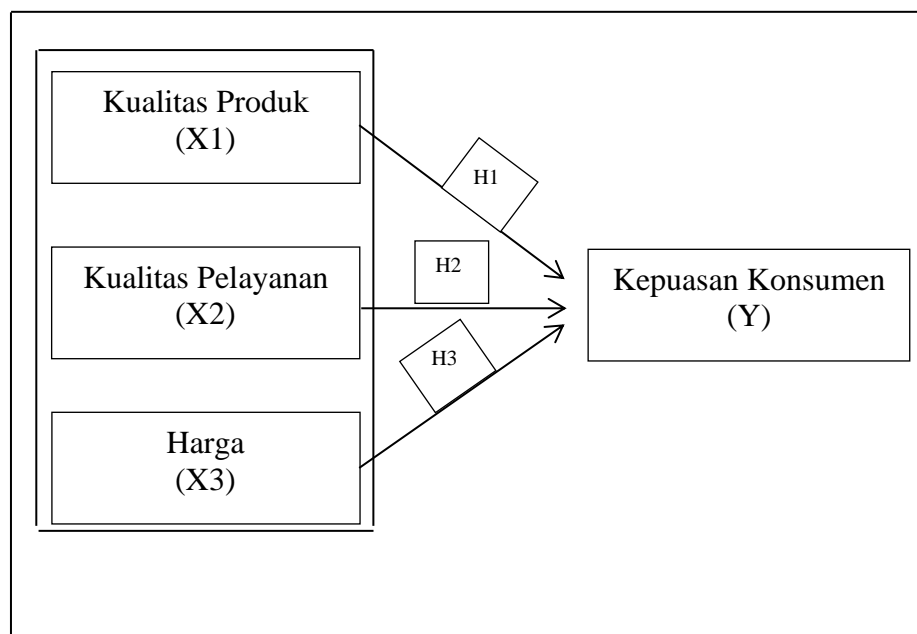 Kualitas Produk
(X1)
H1
Kualitas Pelayanan
(X2)
H2
Kepuasan Konsumen
(Y)
H3
Harga
(X3)